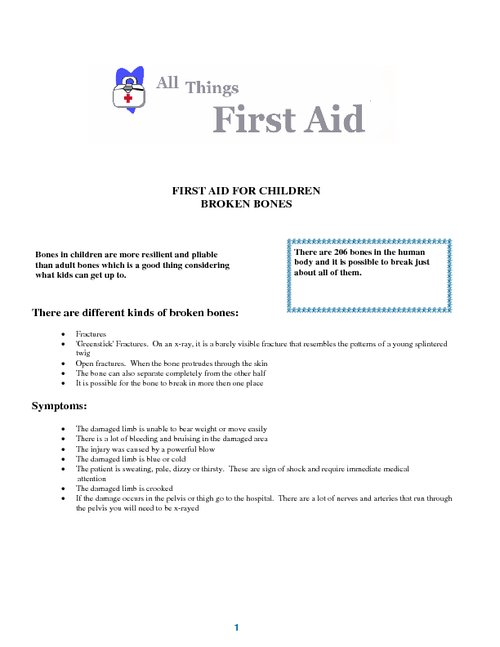 All Things
First Aid
FIRST AID FOR CHILDREN
BROKEN BONES
Bones in children are more resilient and pliable
than adult bones which is a good thing considering
what kids can get up to.
There are 206 bones in the human
body and it is possible to break just
about all of them.
There are different kinds of broken bones:
• Fractures
• 'Greenstick' Fractures. On an x-ray, it is a barely visible fracture that resembles the patterns of a young splintered
twig
• Open fractures. When the bone protrudes through the skin
• The bone can also separate completely from the other half
• It is possible for the bone to break in more then one place
Symptoms:
• The damaged limb is unable to bear weight or move easily
• There is a lot of bleeding and bruising in the damaged area
• The injury was caused by a powerful blow
• The damaged limb is blue or cold
• The patient is sweating, pale, dizzy or thirsty. These are sign of shock and require immediate medical
attention
• The damaged limb is crooked
• If the damage occurs in the pelvis or thigh go to the hospital. There are a lot of nerves and arteries that run through
the pelvis you will need to be x-rayed
1